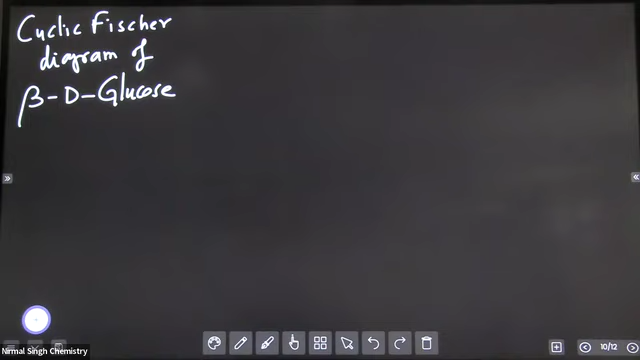 Cyclic Fischer
diagram of
β-D-Glucose
Nirmal Singh Chemistry
10/12